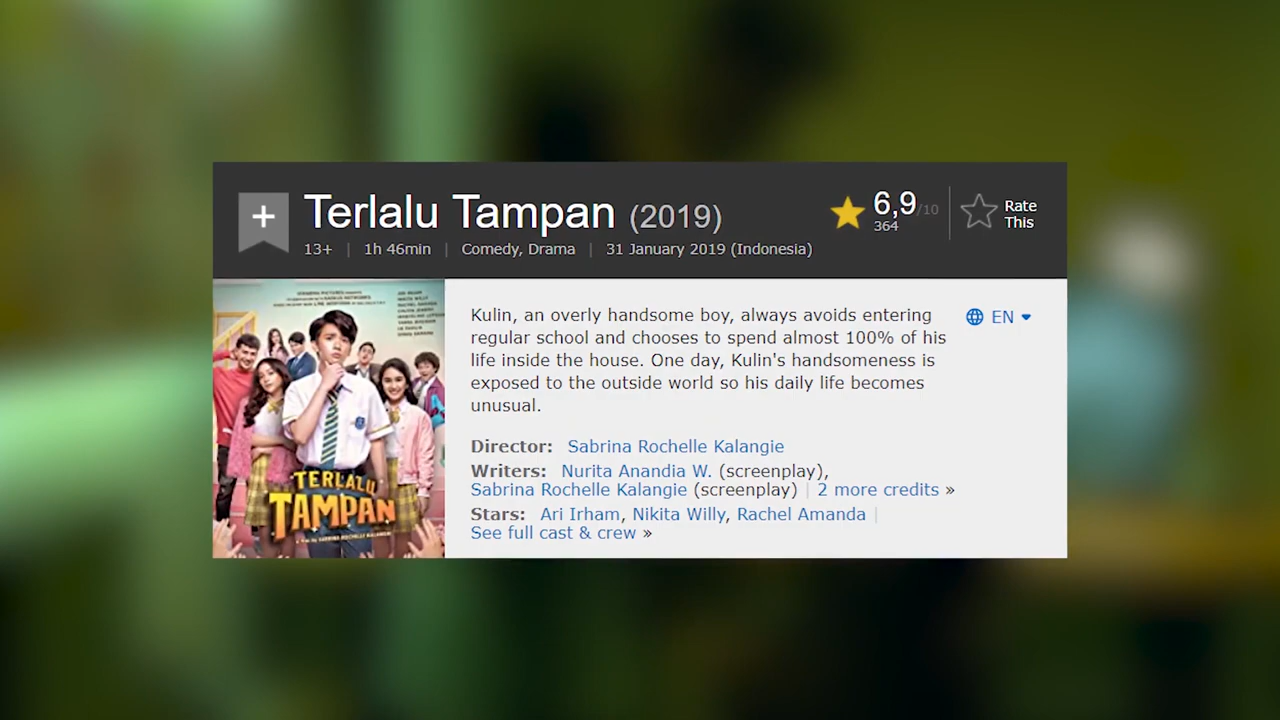 Terlalu Tampan (2019)
13+ | 1h 46min | Comedy, Drama | 31 January 2019 (Indonesia)
6,9/10
364
Rate
This
TERLALU
TAMPAN
Kulin, an overly handsome boy, always avoids entering
regular school and chooses to spend almost 100% of his
life inside the house. One day, Kulin's handsomeness is
exposed to the outside world so his daily life becomes
unusual.
EN
Director: Sabrina Rochelle Kalangie
Writers: Nurita Anandia W. (screenplay),
Sabrina Rochelle Kalangie (screenplay) | 2 more credits »
Stars: Ari Irham, Nikita Willy, Rachel Amanda |
See full cast & crew »